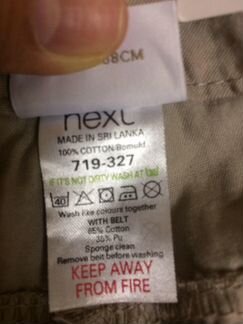 68CM
next
MADE IN SRI LANKA
100% COTTON/Bomuld
719-327
IF IT'S NOT DIRTY WASH AT
40
Wash like colours together
WITH BELT
65% Cotton
35% Pu
Sponge clean
Remove belt before washing
KEEP AWAY
FROM FIRE